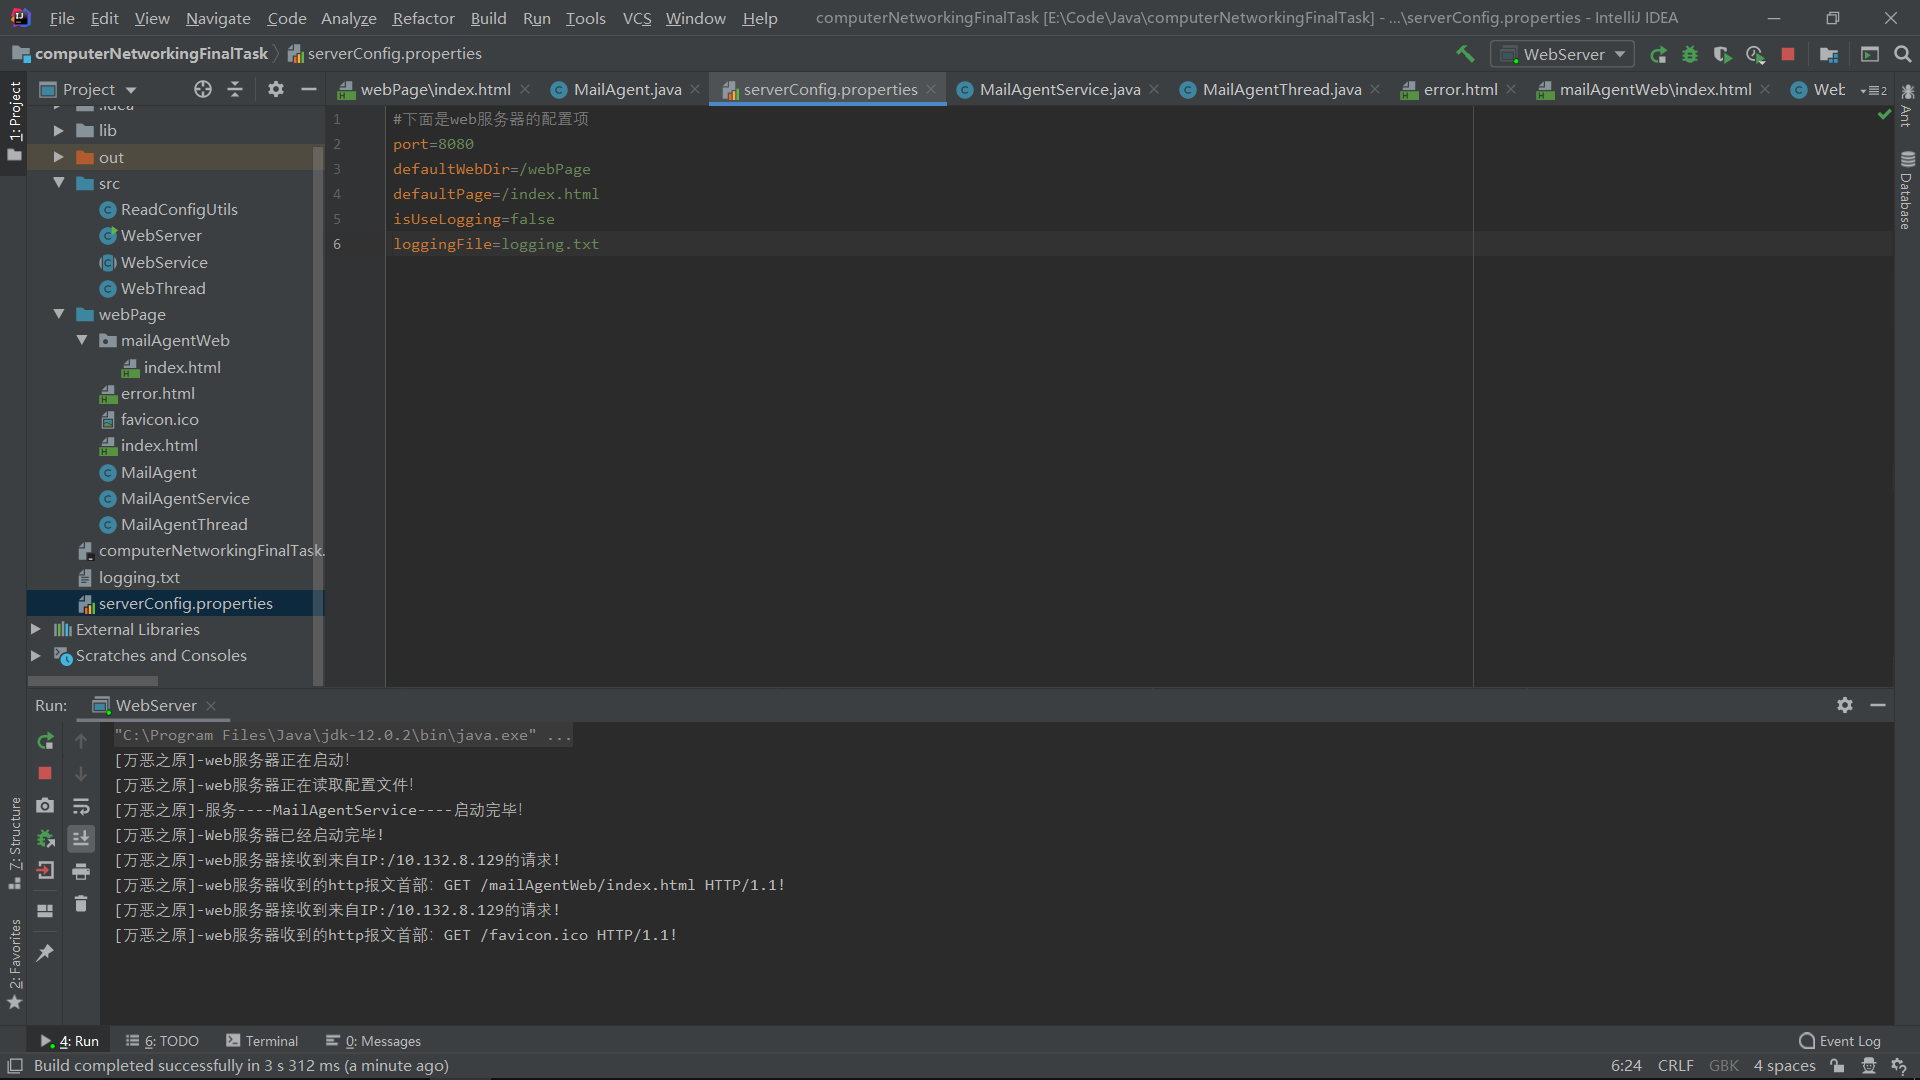 File Edit View Navigate Code Analyze Refactor Build Run Tools VCS Window Help computerNetworkingFinalTask [E:\Code\Java\computerNetworkingFinalTask] - ...\serverConfig.properties - IntelliJ IDEA
computerNetworkingFinalTask serverConfig.properties WebServer
1: Project
Project
webPage\index.html MailAgent.java serverConfig.properties MailAgentService.java MailAgentThread.java error.html mailAgentWeb\index.html Web 2
.idea
lib
out
src
ReadConfigUtils
WebServer
WebService
WebThread
webPage
mailAgentWeb
index.html
error.html
favicon.ico
index.html
MailAgent
MailAgentService
MailAgentThread
computerNetworkingFinalTask.
logging.txt
serverConfig.properties
External Libraries
Scratches and Consoles
1 #下面是web服务器的配置项
2 port=8080
3 defaultWebDir=/webPage
4 defaultPage=/index.html
5 isUseLogging=false
6 loggingFile=logging.txt
Ant
Database
Run: WebServer
"C:\Program Files\Java\jdk-12.0.2\bin\java.exe" ...
[万恶之原]-web服务器正在启动!
[万恶之原]-web服务器正在读取配置文件!
[万恶之原]-服务----MailAgentService----启动完毕!
[万恶之原]-Web服务器已经启动完毕!
[万恶之原]-web服务器接收到来自IP:/10.132.8.129的请求!
[万恶之原]-web服务器收到的http报文首部: GET /mailAgentWeb/index.html HTTP/1.1!
[万恶之原]-web服务器接收到来自IP:/10.132.8.129的请求!
[万恶之原]-web服务器收到的http报文首部: GET /favicon.ico HTTP/1.1!
Z: Structure
2: Favorites
4: Run 6: TODO Terminal 0: Messages Event Log
Build completed successfully in 3 s 312 ms (a minute ago) 6:24 CRLF GBK 4 spaces